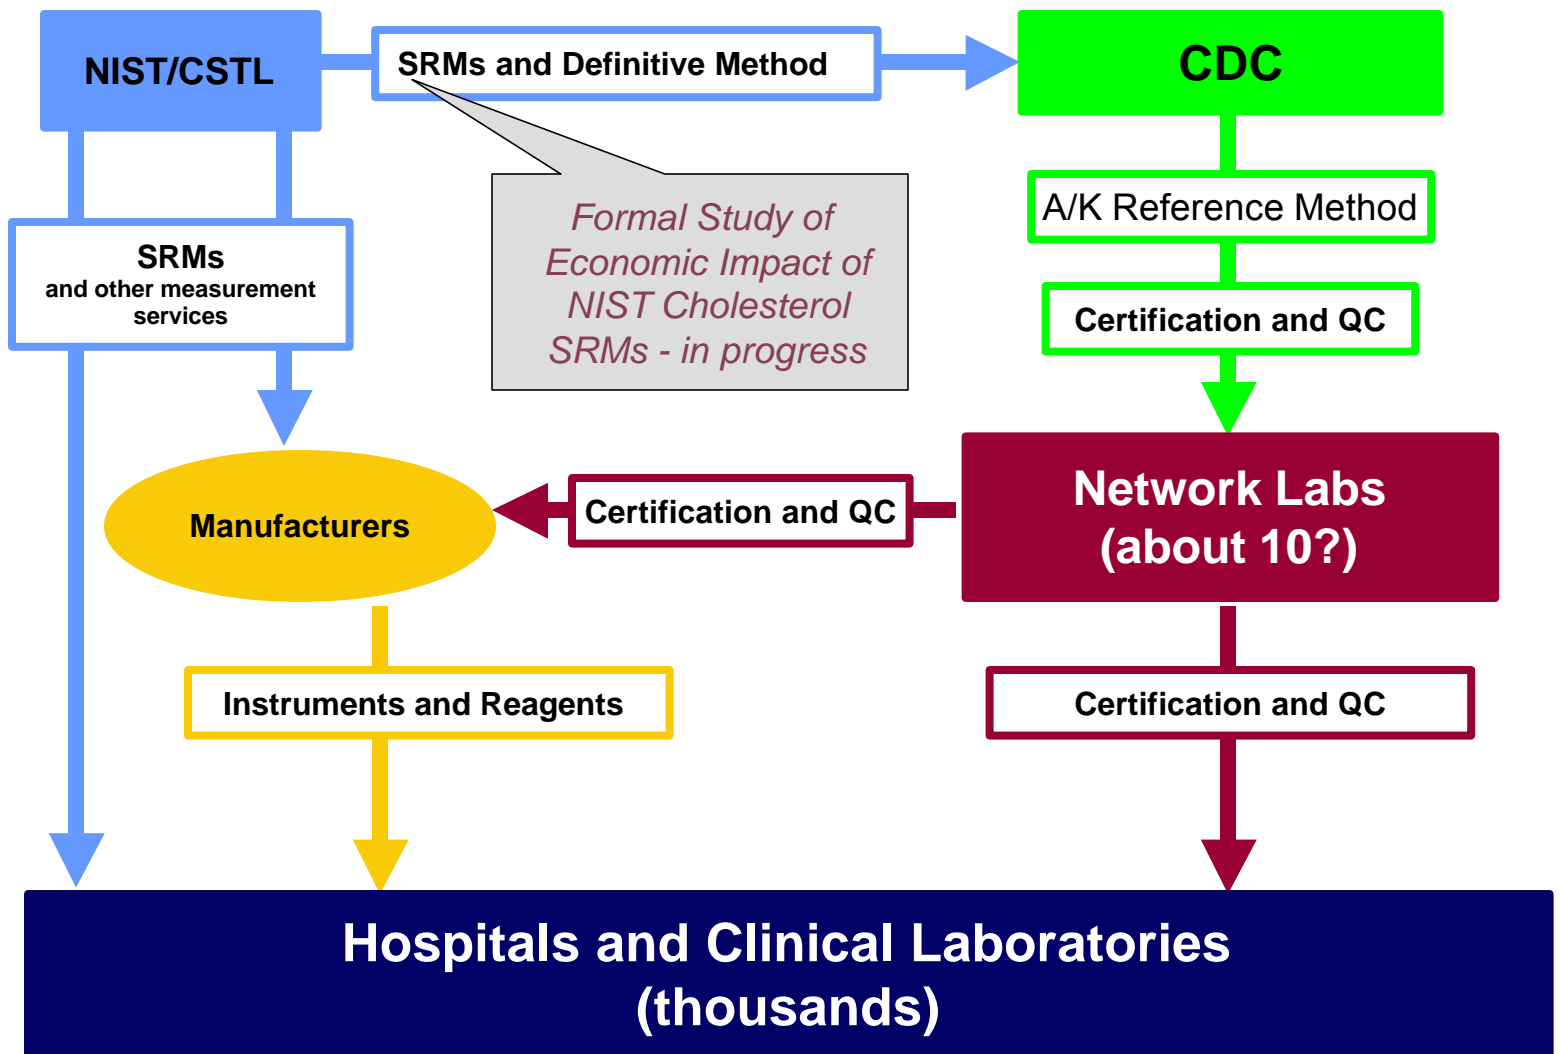 NIST/CSTL
SRMs and Definitive Method
CDC
Formal Study of
Economic Impact of
NIST Cholesterol
SRMs - in progress
A/K Reference Method
SRMs
and other measurement
services
Certification and QC
Manufacturers
Certification and QC
Network Labs
(about 10?)
Instruments and Reagents
Certification and QC
Hospitals and Clinical Laboratories
(thousands)